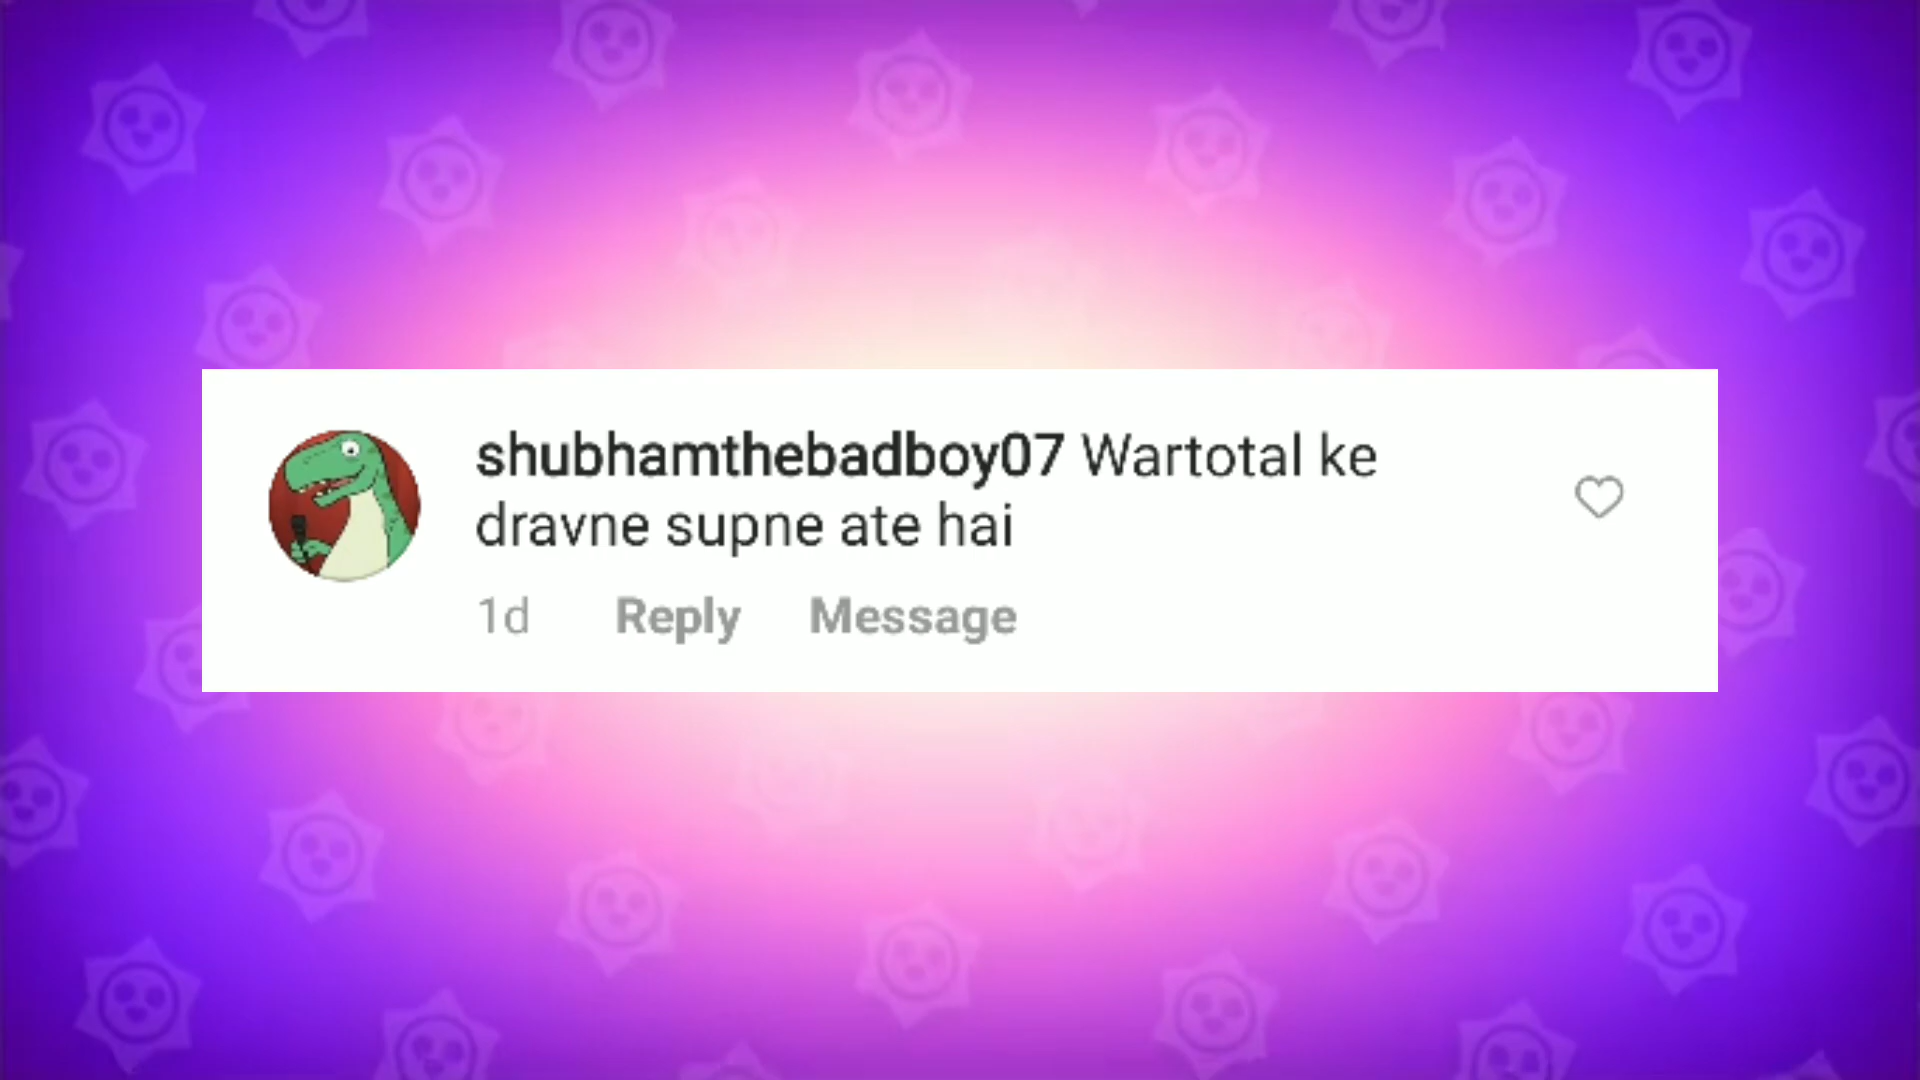 shubhamthebadboy07 Wartotal ke
dravne supne ate hai
1d Reply Message